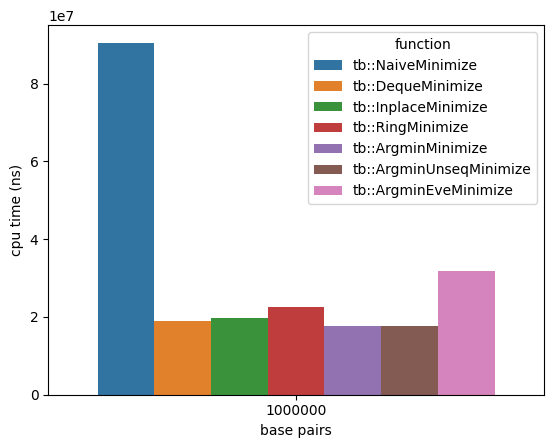 1e7
function
tb::NaiveMinimize
tb::DequeMinimize
tb::InplaceMinimize
tb::RingMinimize
tb::ArgminMinimize
tb::ArgminUnseqMinimize
tb::ArgminEveMinimize
8
6
4
2
0
cpu time (ns)
1000000
base pairs